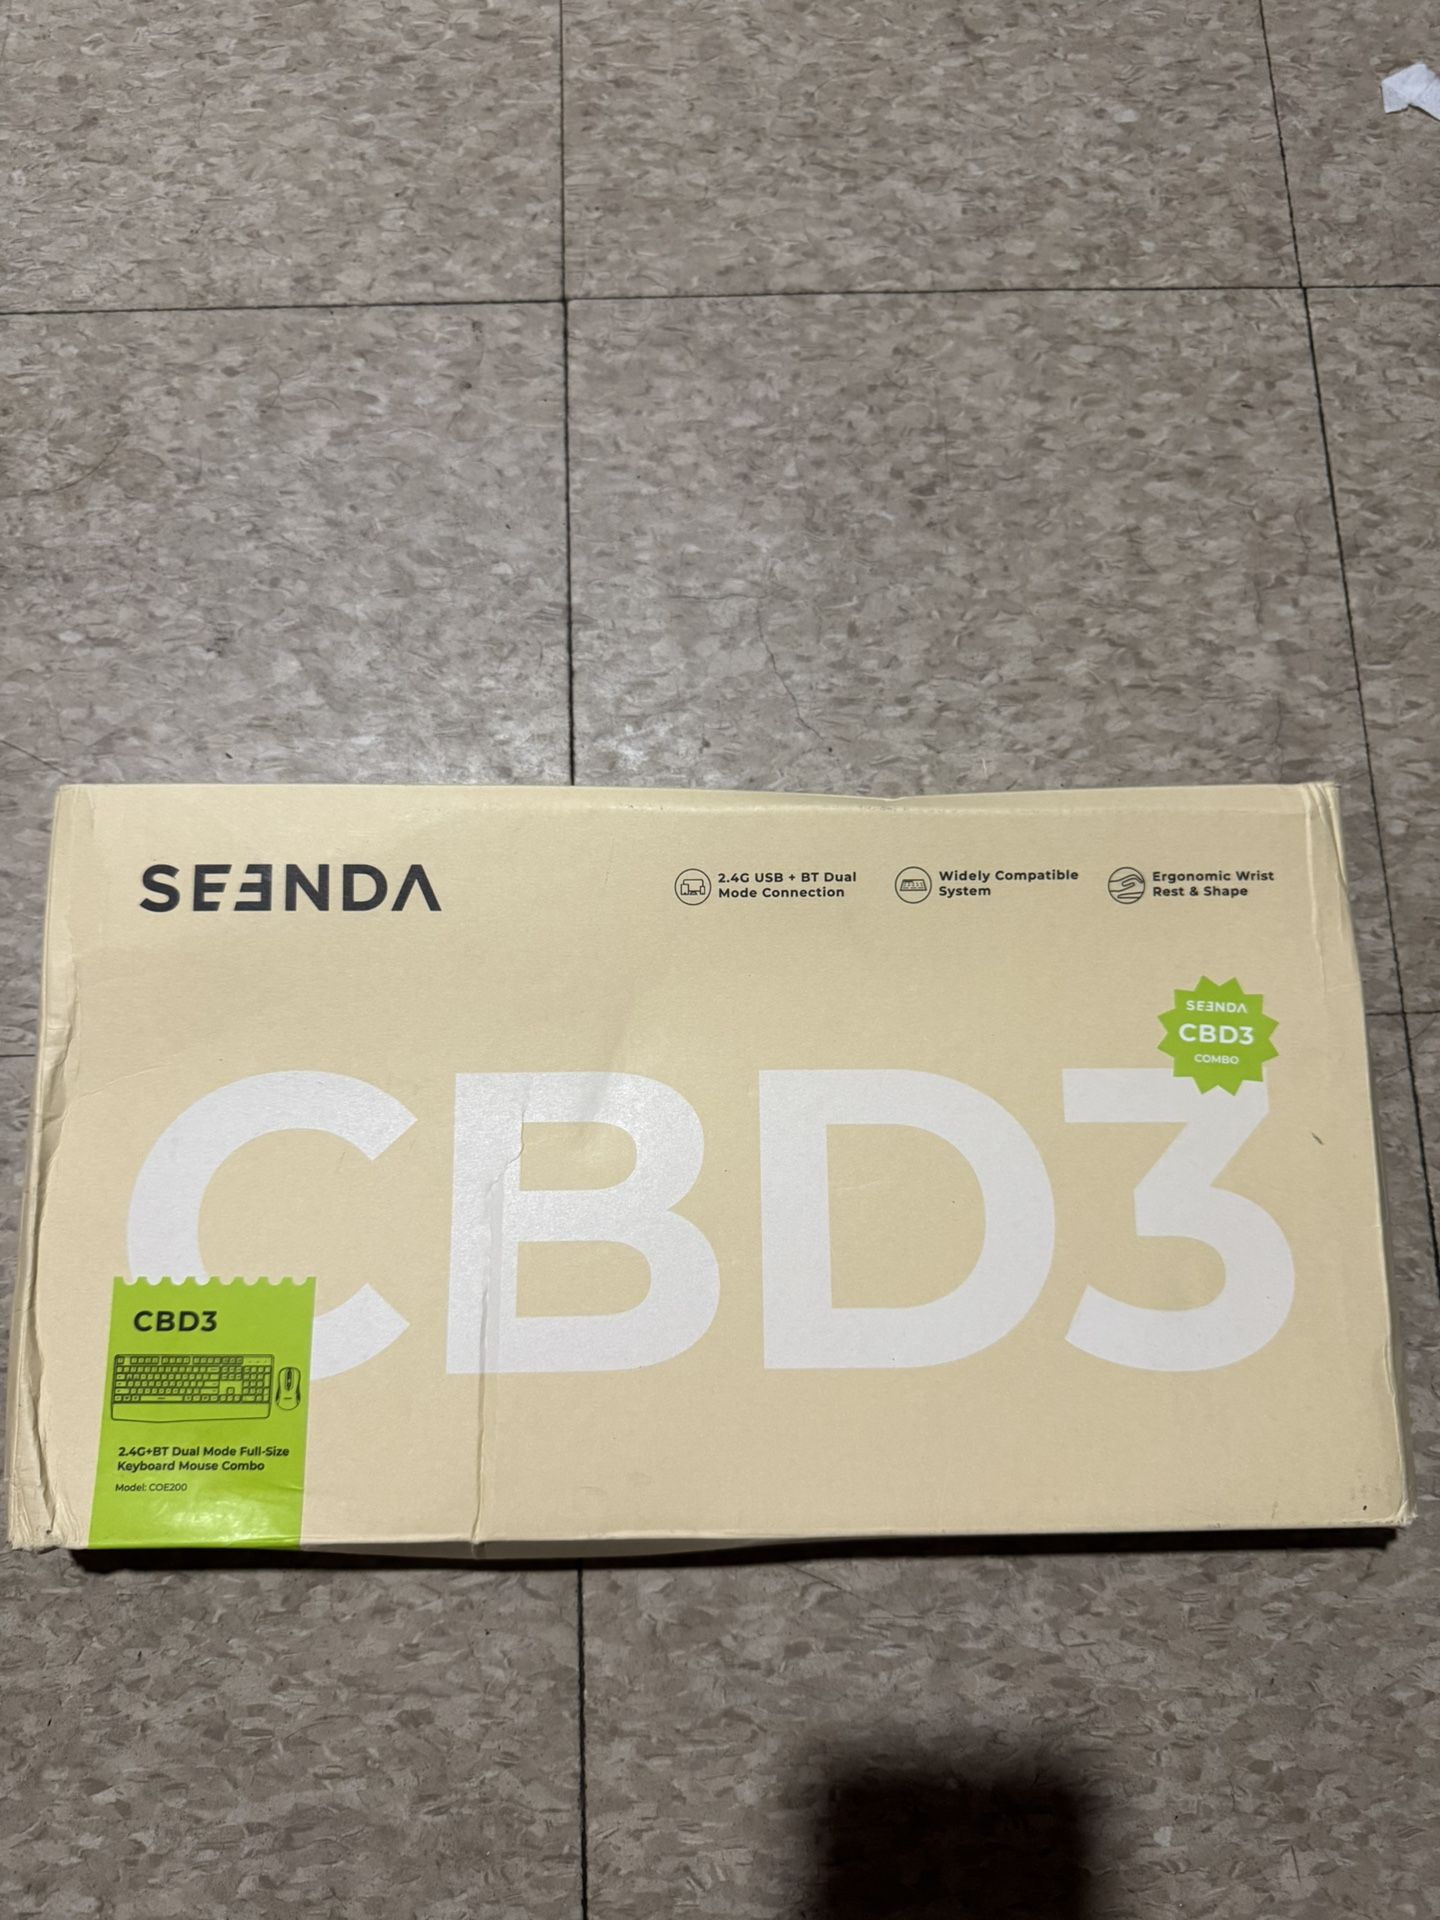 SEENDA
2.4G USB + BT Dual
Mode Connection
Widely Compatible
System
Ergonomic Wrist
Rest & Shape
SEENDA
CBD3
COMBO
CBD3
CBD3
2.4G+BT Dual Mode Full-Size
Keyboard Mouse Combo
Model: COE200